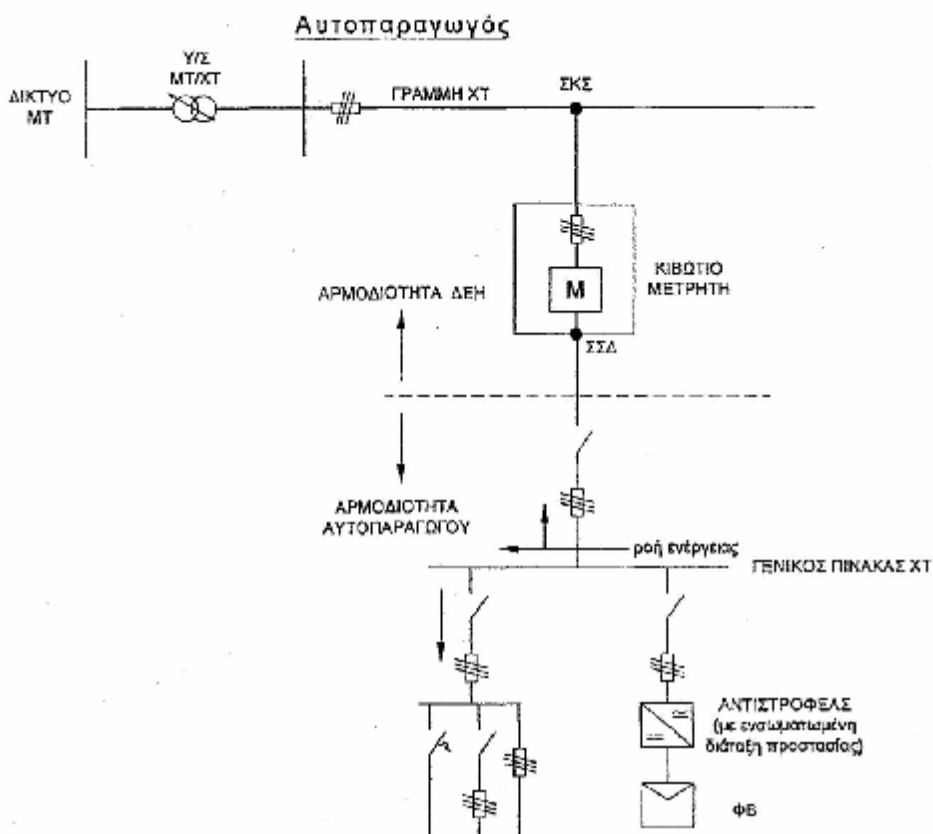 Αυτοπαραγωγός
Υ/Σ
ΜΤ/ΧΤ
ΔΙΚΤΥΟ
ΜΤ
ΓΡΑΜΜΗ ΧΤ
ΣΚΣ
ΚΙΒΩΤΙΟ
ΜΕΤΡΗΤΗ
Μ
ΑΡΜΟΔΙΟΤΗΤΑ ΔΕΗ
ΣΣΔ
ΑΡΜΟΔΙΟΤΗΤΑ
ΑΥΤΟΠΑΡΑΓΩΓΟΥ
ροή ενέργειας
ΓΕΝΙΚΟΣ ΠΙΝΑΚΑΣ ΧΤ
ΑΝΤΙΣΤΡΟΦΕΑΣ
(με ενσωματωμένη
διάταξη προστασίας)
ΦΒ